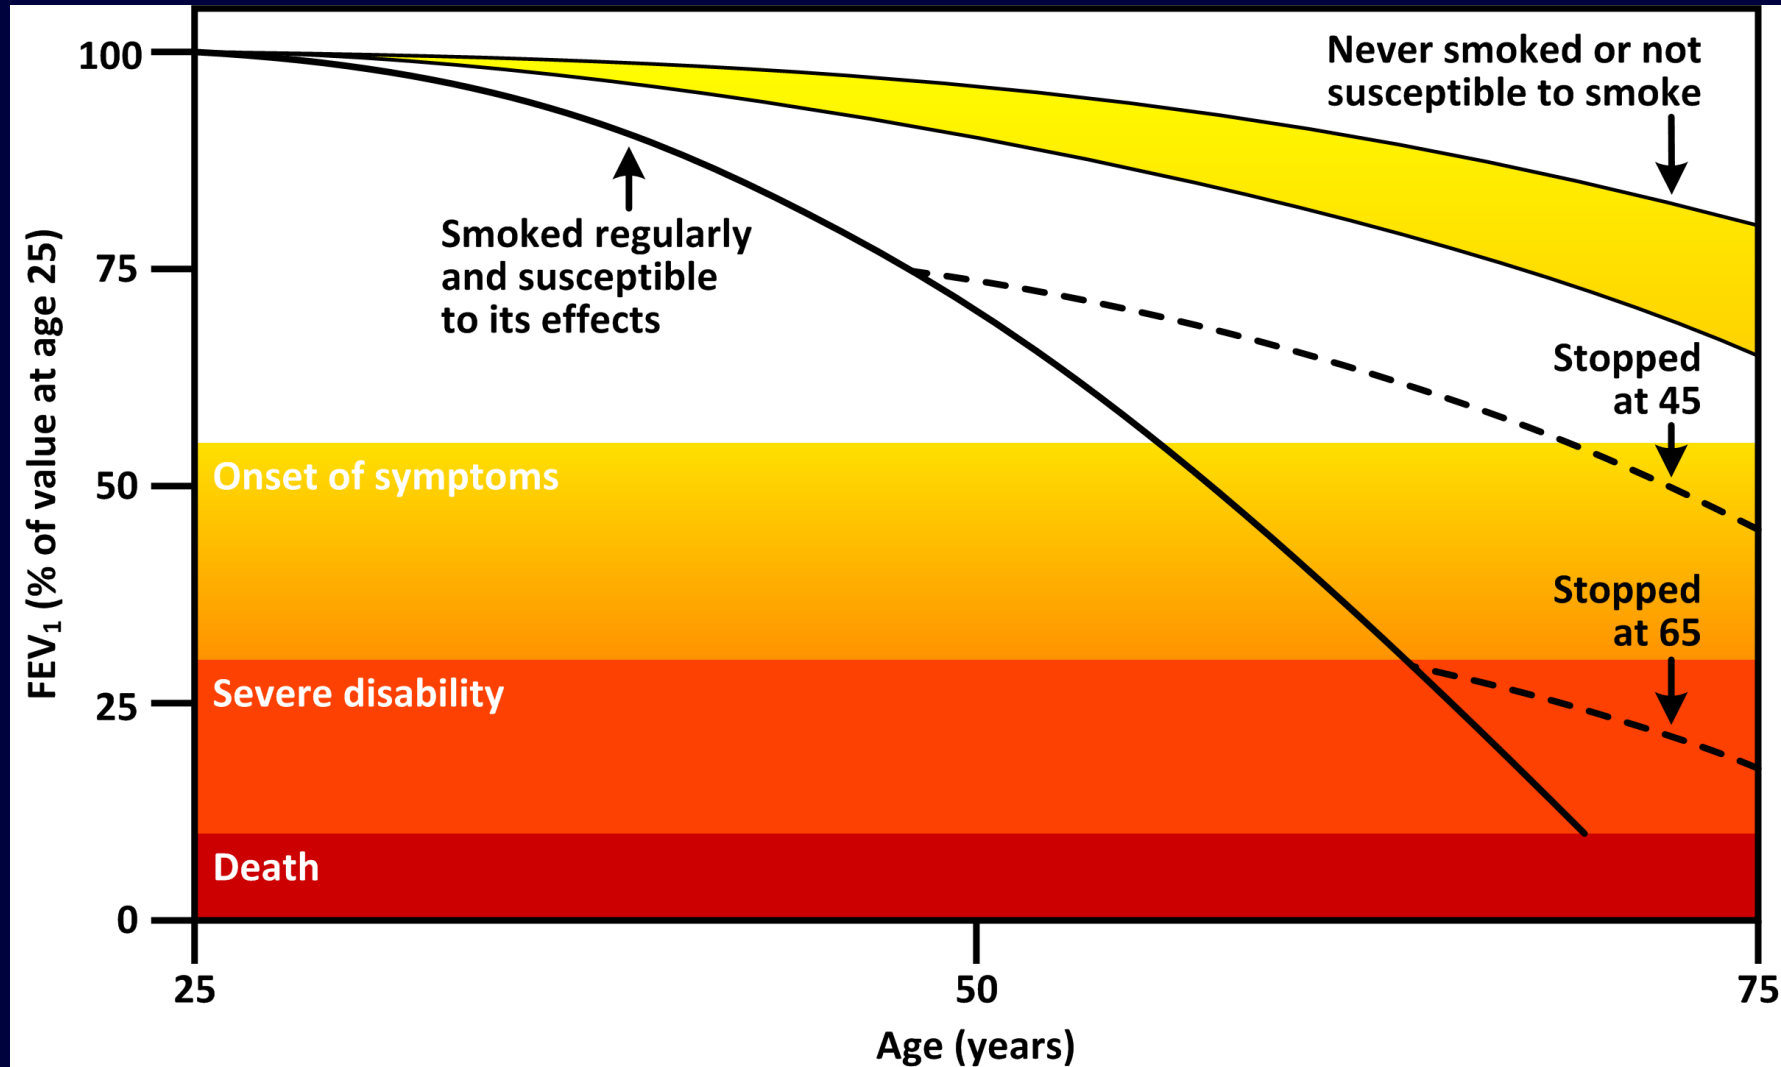 100
75
50
25
0
FEV₁ (% of value at age 25)
Never smoked or not
susceptible to smoke
Smoked regularly
and susceptible
to its effects
Stopped
at 45
Onset of symptoms
Stopped
at 65
Severe disability
Death
25
50
75
Age (years)